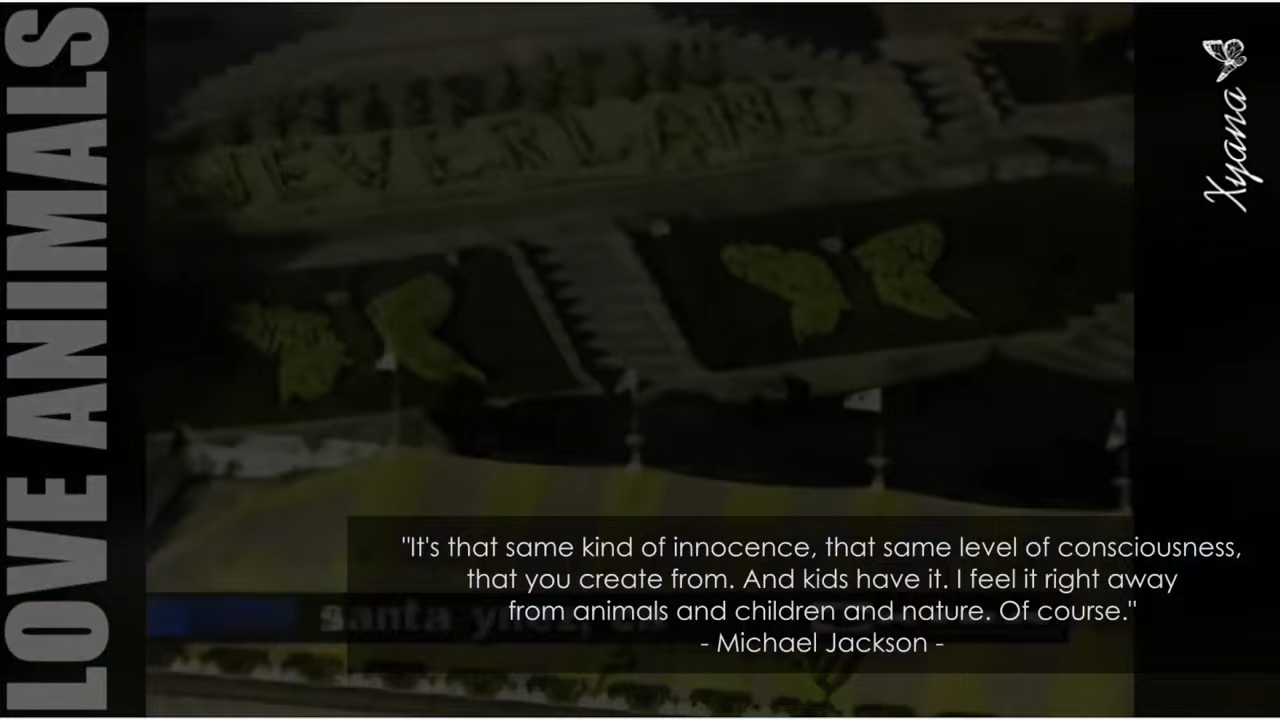 LOVE ANIMALS
NEVERLAND
Xyana
"It's that same kind of innocence, that same level of consciousness,
that you create from. And kids have it. I feel it right away
from animals and children and nature. Of course."
- Michael Jackson -
santa ynez, ca